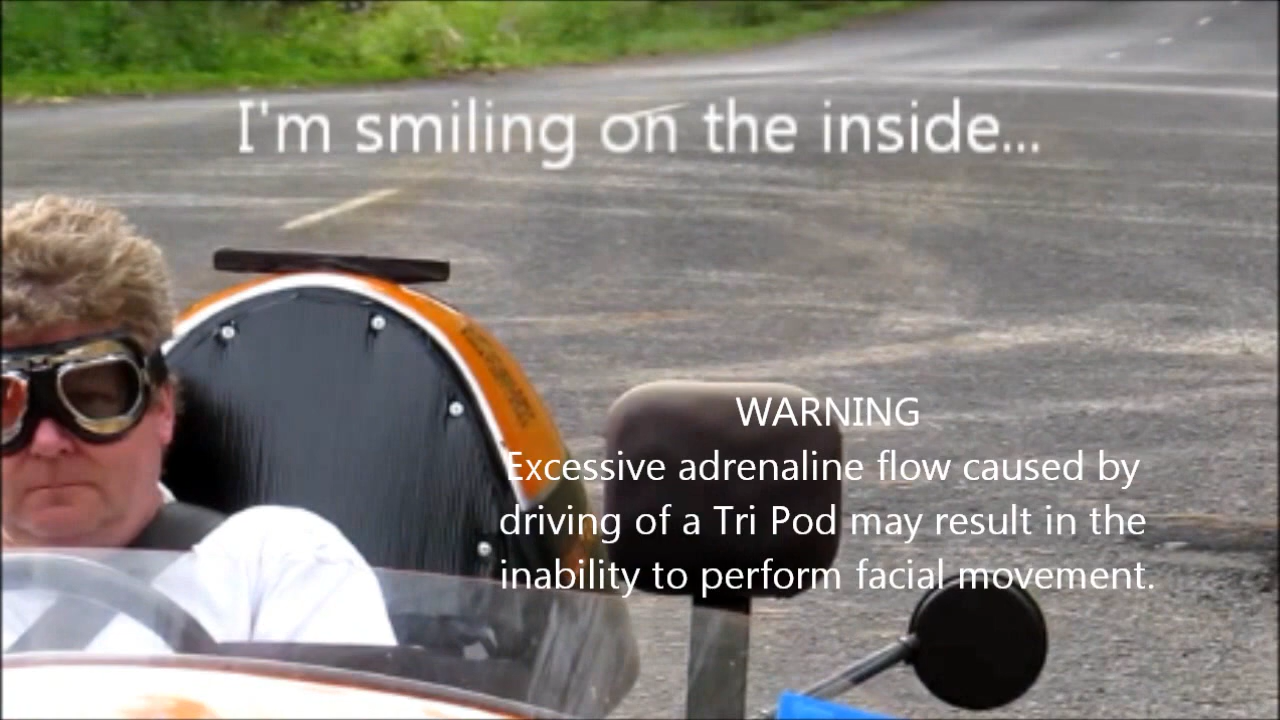 I'm smiling on the inside...
WARNING
Excessive adrenaline flow caused by
driving of a Tri Pod may result in the
inability to perform facial movement.